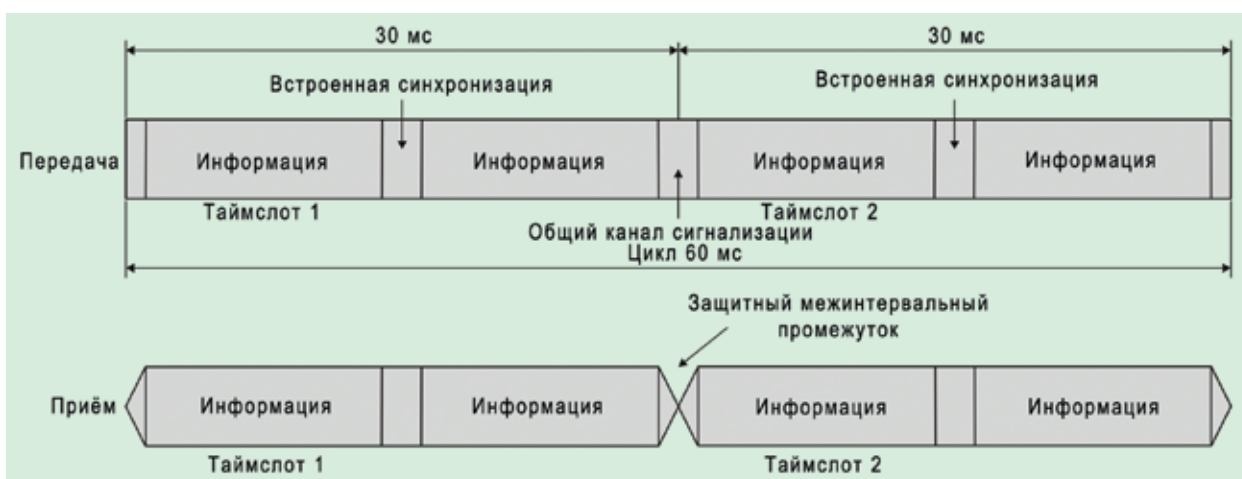 30 мс
30 мс
Встроенная синхронизация
Встроенная синхронизация
Передача
Информация
Информация
Информация
Информация
Таймслот 1
Таймслот 2
Общий канал сигнализации
Цикл 60 мс
Защитный межинтервальный
промежуток
Приём
Информация
Информация
Информация
Информация
Таймслот 1
Таймслот 2